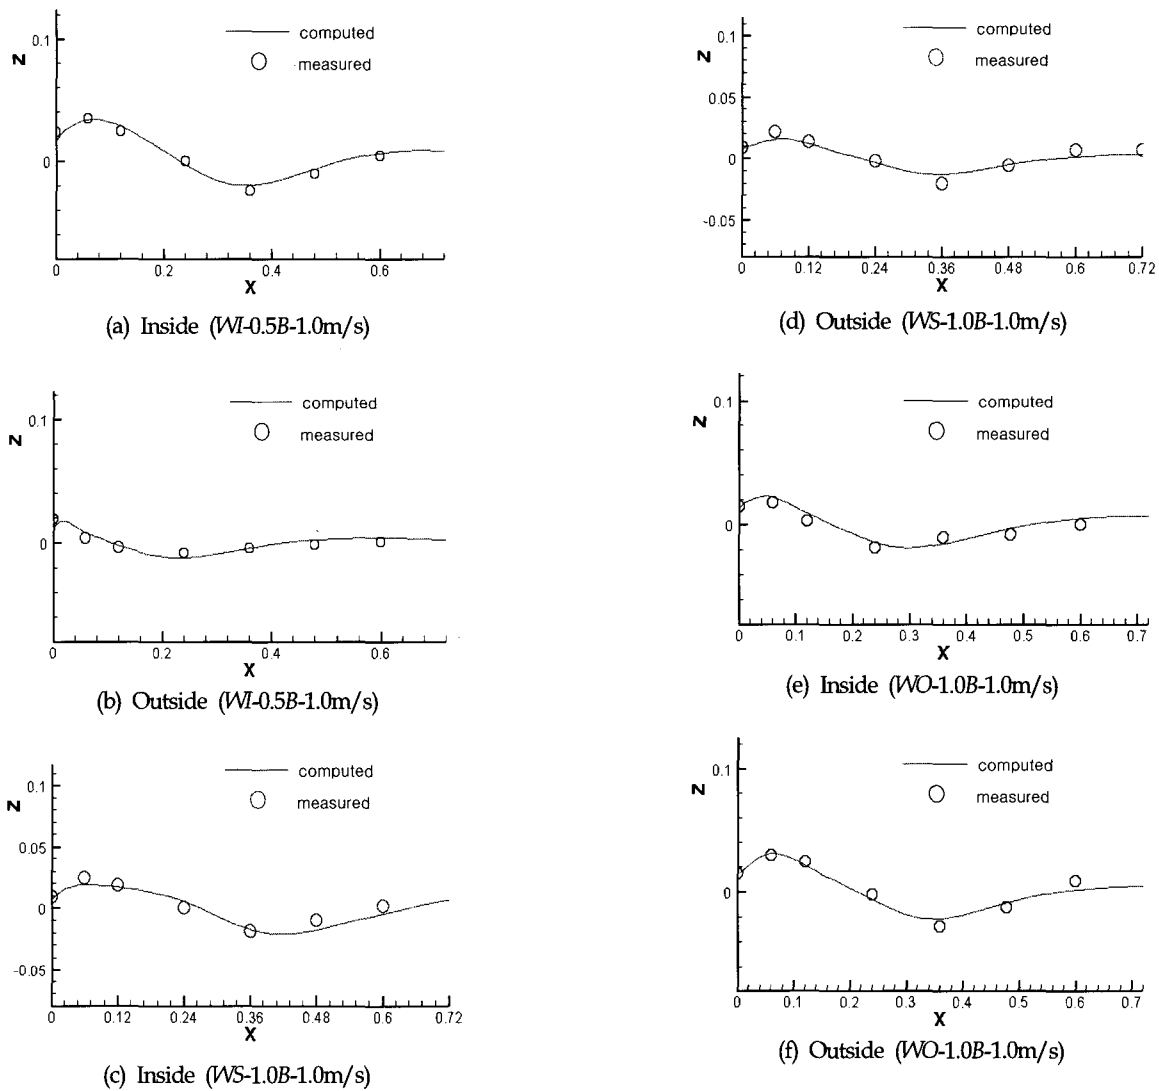 0.1
Z
0
computed
measured
0 0.2 0.4 0.6
X
(a) Inside (WI-0.5B-1.0m/s)
0.1
Z
0
computed
measured
0 0.2 0.4 0.6
X
(b) Outside (WI-0.5B-1.0m/s)
0.1
Z
0.05
0
-0.05
computed
measured
0 0.12 0.24 0.36 0.48 0.6 0.72
X
(c) Inside (WS-1.0B-1.0m/s)
0.1
Z
0.05
0
-0.05
computed
measured
0 0.12 0.24 0.36 0.48 0.6 0.72
X
(d) Outside (WS-1.0B-1.0m/s)
0.1
Z
0
computed
measured
0 0.1 0.2 0.3 0.4 0.5 0.6 0.7
X
(e) Inside (WO-1.0B-1.0m/s)
0.1
Z
0
computed
measured
0 0.1 0.2 0.3 0.4 0.5 0.6 0.7
X
(f) Outside (WO-1.0B-1.0m/s)